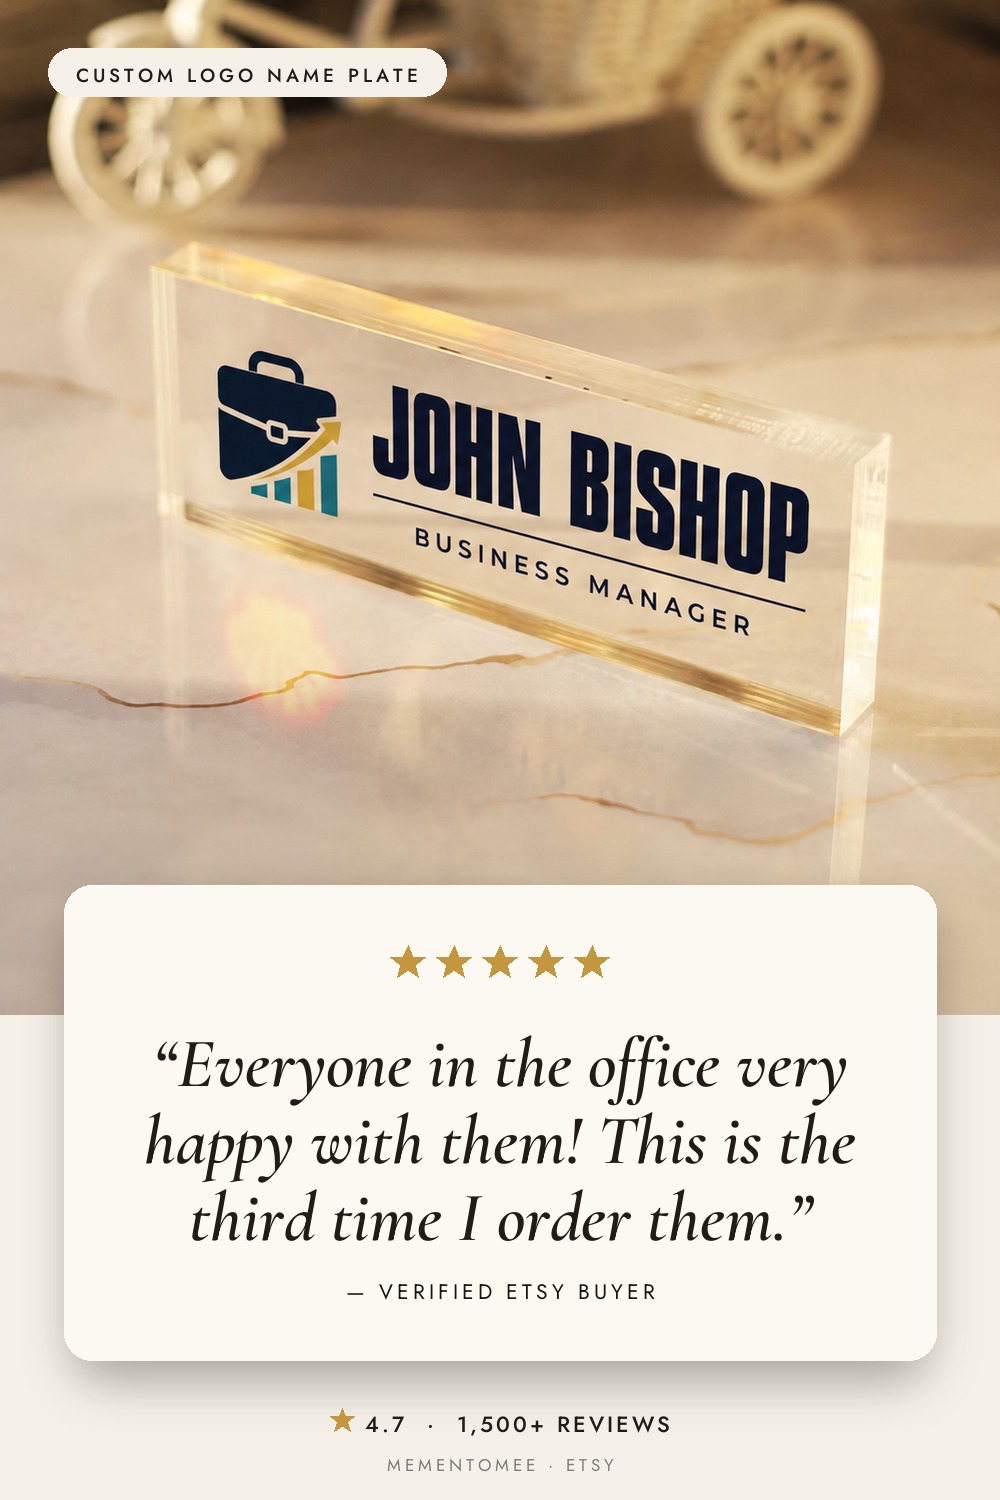 CUSTOM LOGO NAME PLATE
JOHN BISHOP
BUSINESS MANAGER
“Everyone in the office very
happy with them! This is the
third time I order them.”
— VERIFIED ETSY BUYER
4.7 · 1,500+ REVIEWS
MEMENTOMEE · ETSY